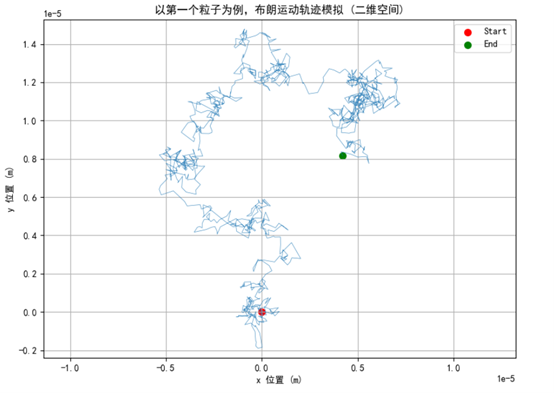 以第一个粒子为例，布朗运动轨迹模拟 (二维空间)
1e-5
Start
End
1.4
1.2
1.0
0.8
0.6
0.4
0.2
0.0
-0.2
y 位置 (m)
-1.0 -0.5 0.0 0.5 1.0
x 位置 (m)
1e-5